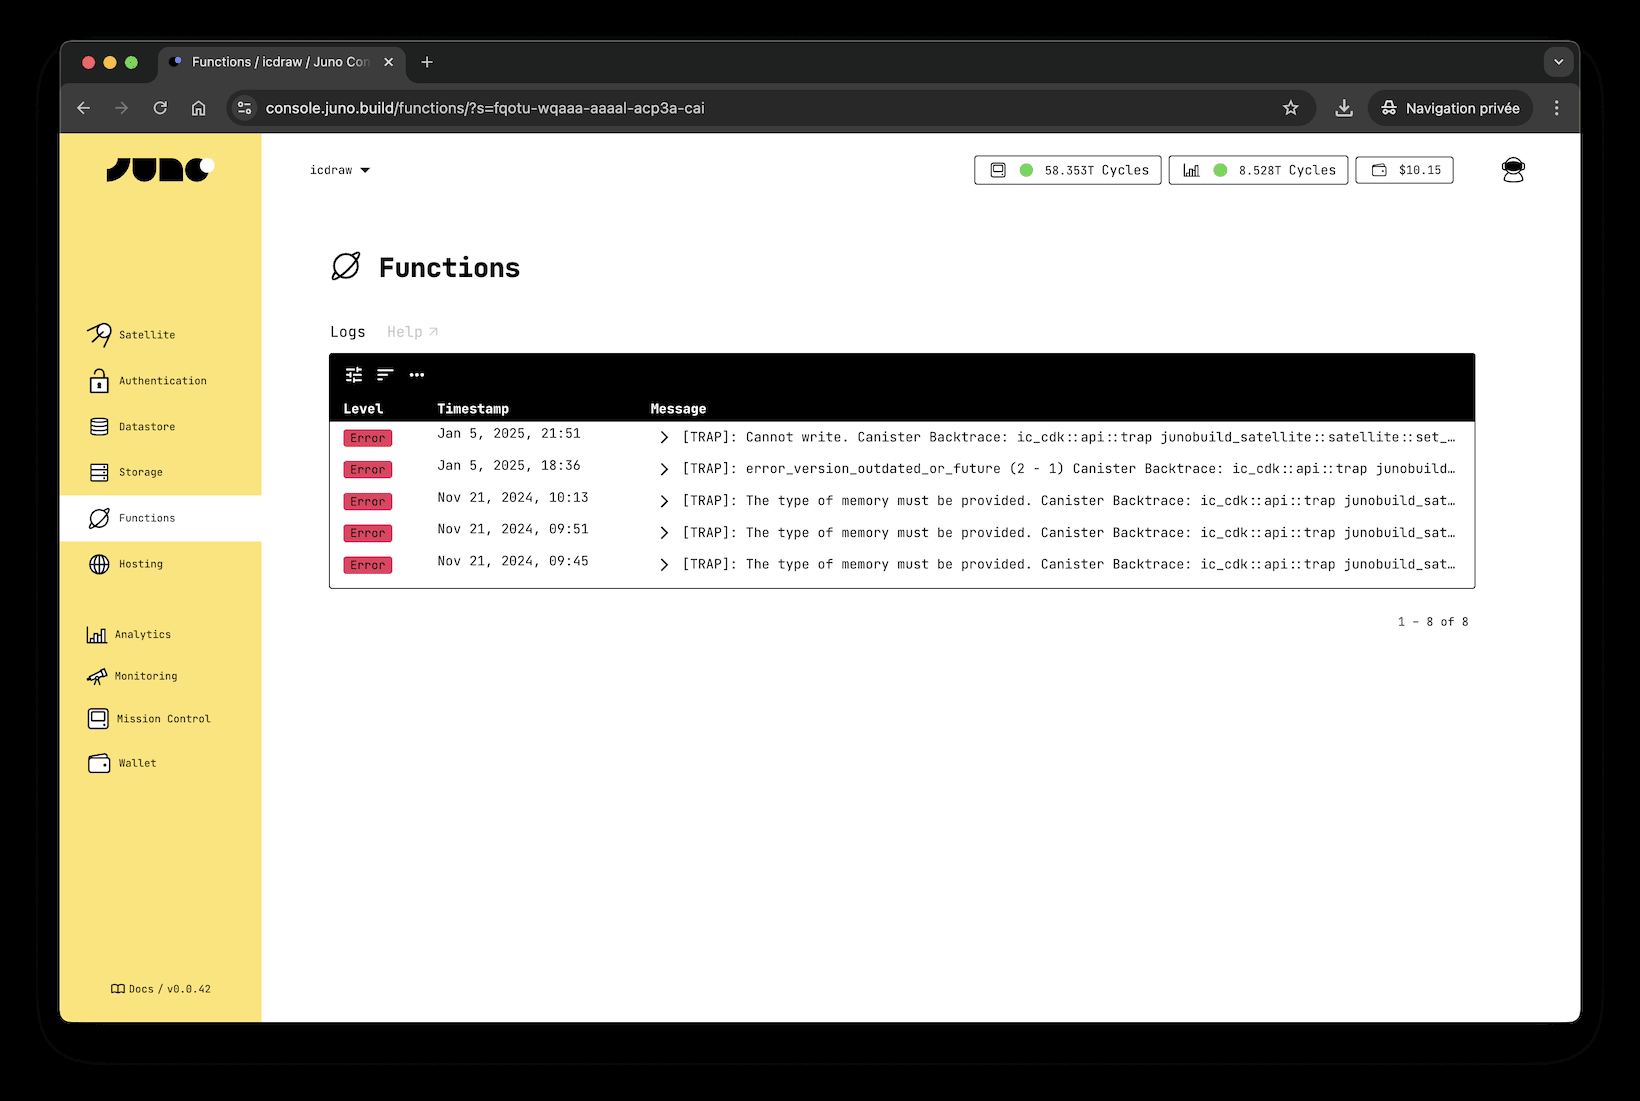 Functions / icdraw / Juno Con
console.juno.build/functions/?s=fqotu-wqaaa-aaaal-acp3a-cai
Navigation privée
JUNO
icdraw
58.353T Cycles
8.528T Cycles
$10.15
Functions
Satellite
Authentication
Datastore
Storage
Functions
Hosting
Analytics
Monitoring
Mission Control
Wallet
Docs / v0.0.42
Logs
Help
Level Timestamp Message
Error Jan 5, 2025, 21:51 [TRAP]: Cannot write. Canister Backtrace: ic_cdk::api::trap junobuild_satellite::satellite::set_…
Error Jan 5, 2025, 18:36 [TRAP]: error_version_outdated_or_future (2 - 1) Canister Backtrace: ic_cdk::api::trap junobuild…
Error Nov 21, 2024, 10:13 [TRAP]: The type of memory must be provided. Canister Backtrace: ic_cdk::api::trap junobuild_sat…
Error Nov 21, 2024, 09:51 [TRAP]: The type of memory must be provided. Canister Backtrace: ic_cdk::api::trap junobuild_sat…
Error Nov 21, 2024, 09:45 [TRAP]: The type of memory must be provided. Canister Backtrace: ic_cdk::api::trap junobuild_sat…
1 – 8 of 8